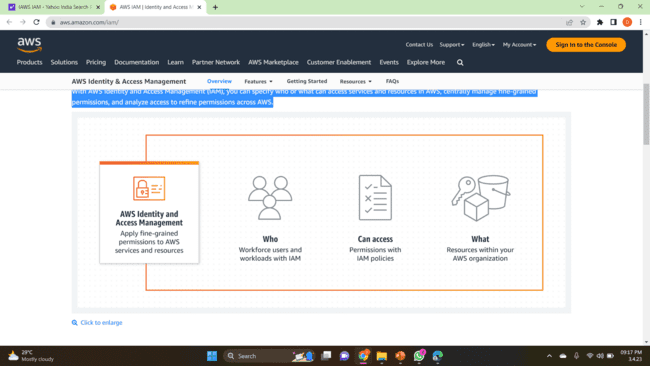 (AWS IAM - Yahoo India Search R
AWS IAM | Identity and Access M
aws.amazon.com/iam/
aws
Contact Us Support English My Account Sign in to the Console
Products Solutions Pricing Documentation Learn Partner Network AWS Marketplace Customer Enablement Events Explore More
AWS Identity & Access Management Overview Features Getting Started Resources FAQs
With AWS Identity and Access Management (IAM), you can specify who or what can access services and resources in AWS, centrally manage fine-grained
permissions, and analyze access to refine permissions across AWS.
AWS Identity and
Access Management
Apply fine-grained
permissions to AWS
services and resources
Who
Workforce users and
workloads with IAM
Can access
Permissions with
IAM policies
What
Resources within your
AWS organization
Click to enlarge
29°C
Mostly cloudy
Search
09:17 PM
3.4.23